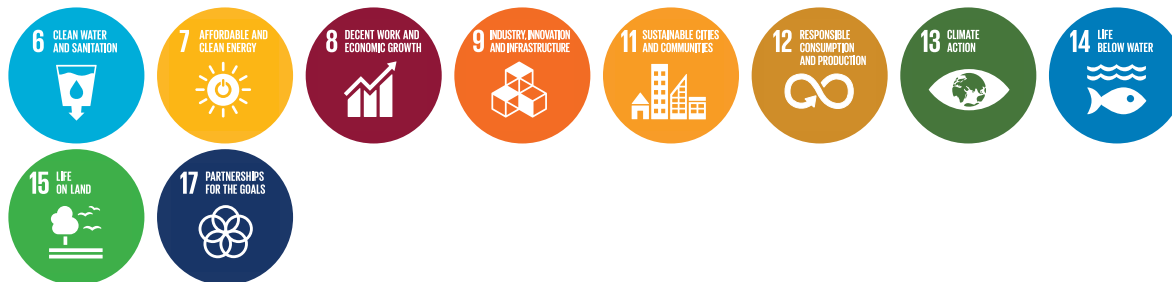 6 CLEAN WATER
AND SANITATION
7 AFFORDABLE AND
CLEAN ENERGY
8 DECENT WORK AND
ECONOMIC GROWTH
9 INDUSTRY, INNOVATION
AND INFRASTRUCTURE
11 SUSTAINABLE CITIES
AND COMMUNITIES
12 RESPONSIBLE
CONSUMPTION
AND PRODUCTION
13 CLIMATE
ACTION
14 LIFE
BELOW WATER
15 LIFE
ON LAND
17 PARTNERSHIPS
FOR THE GOALS